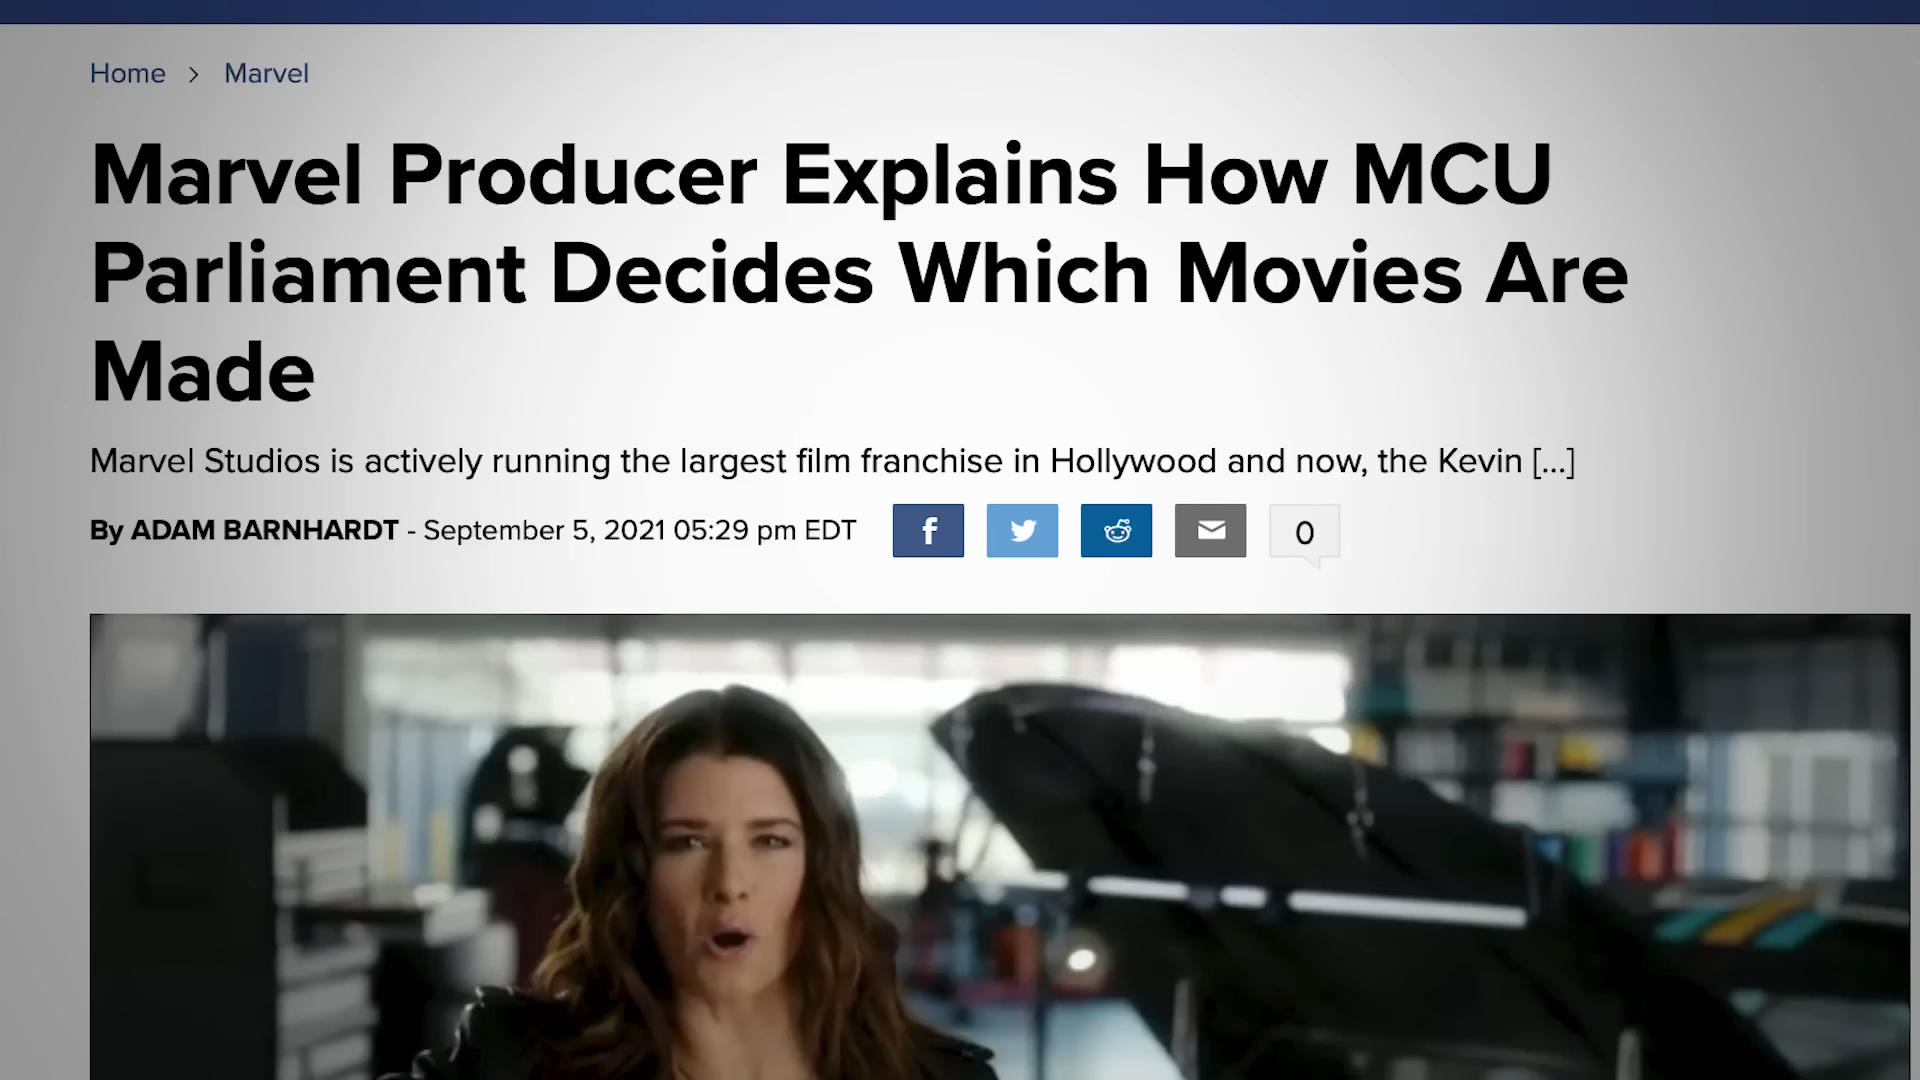 Home > Marvel
Marvel Producer Explains How MCU
Parliament Decides Which Movies Are
Made
Marvel Studios is actively running the largest film franchise in Hollywood and now, the Kevin [...]
By ADAM BARNHARDT - September 5, 2021 05:29 pm EDT
f
0